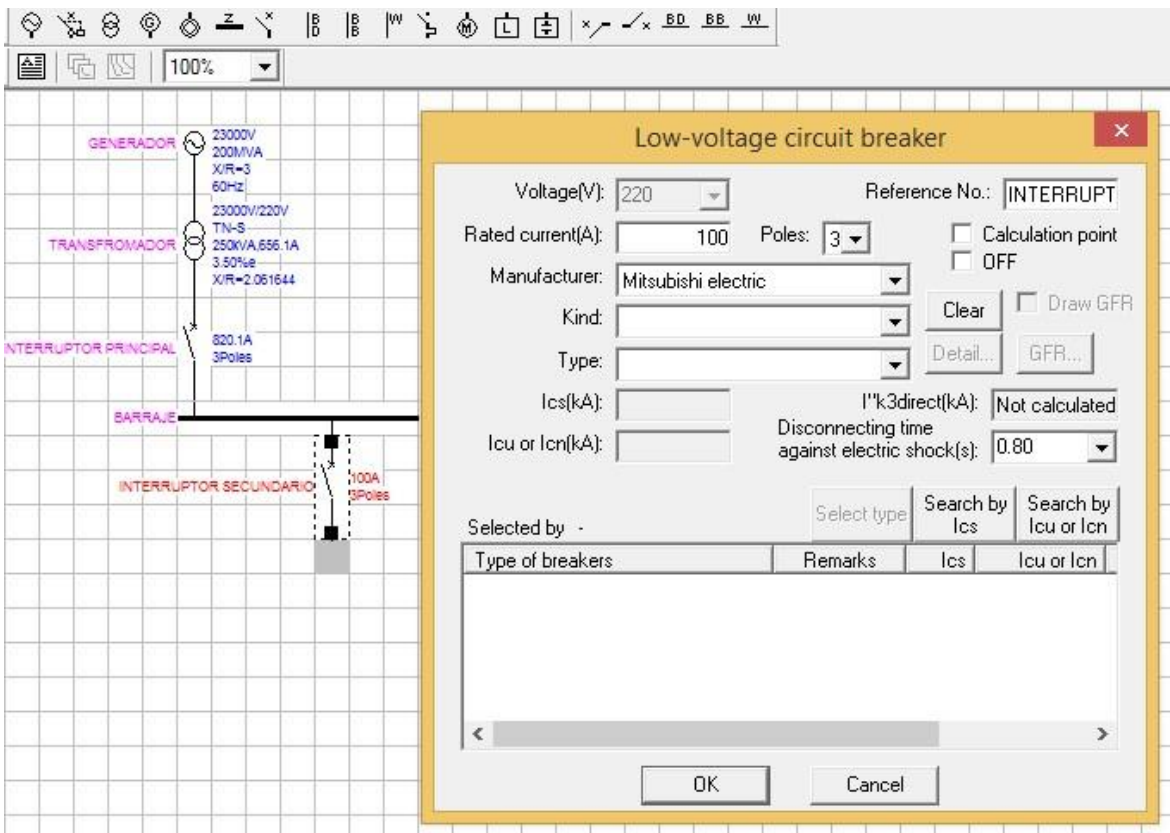 Z B D B B W L BD BB W
100%
GENERADOR
23000V
200MVA
X/R=3
60Hz
23000V/220V
TN-S
TRANSFROMADOR
250kVA,656.1A
3.50%e
X/R=2.061644
NTERRUPTOR PRINCIPAL
820.1A
3Poles
BARRAJE
INTERRUPTOR SECUNDARIO
100A
3Poles
Low-voltage circuit breaker
Voltage(V): 220 Reference No.: INTERRUPT
Rated current(A): 100 Poles: 3 Calculation point
OFF
Manufacturer: Mitsubishi electric
Kind: Clear Draw GFR
Type: Detail... GFR...
Ics(kA): I"k3direct(kA): Not calculated
Icu or Icn(kA): Disconnecting time
against electric shock(s): 0.80
Selected by - Select type Search by Ics Search by Icu or Icn
Type of breakers Remarks Ics Icu or Icn
OK Cancel